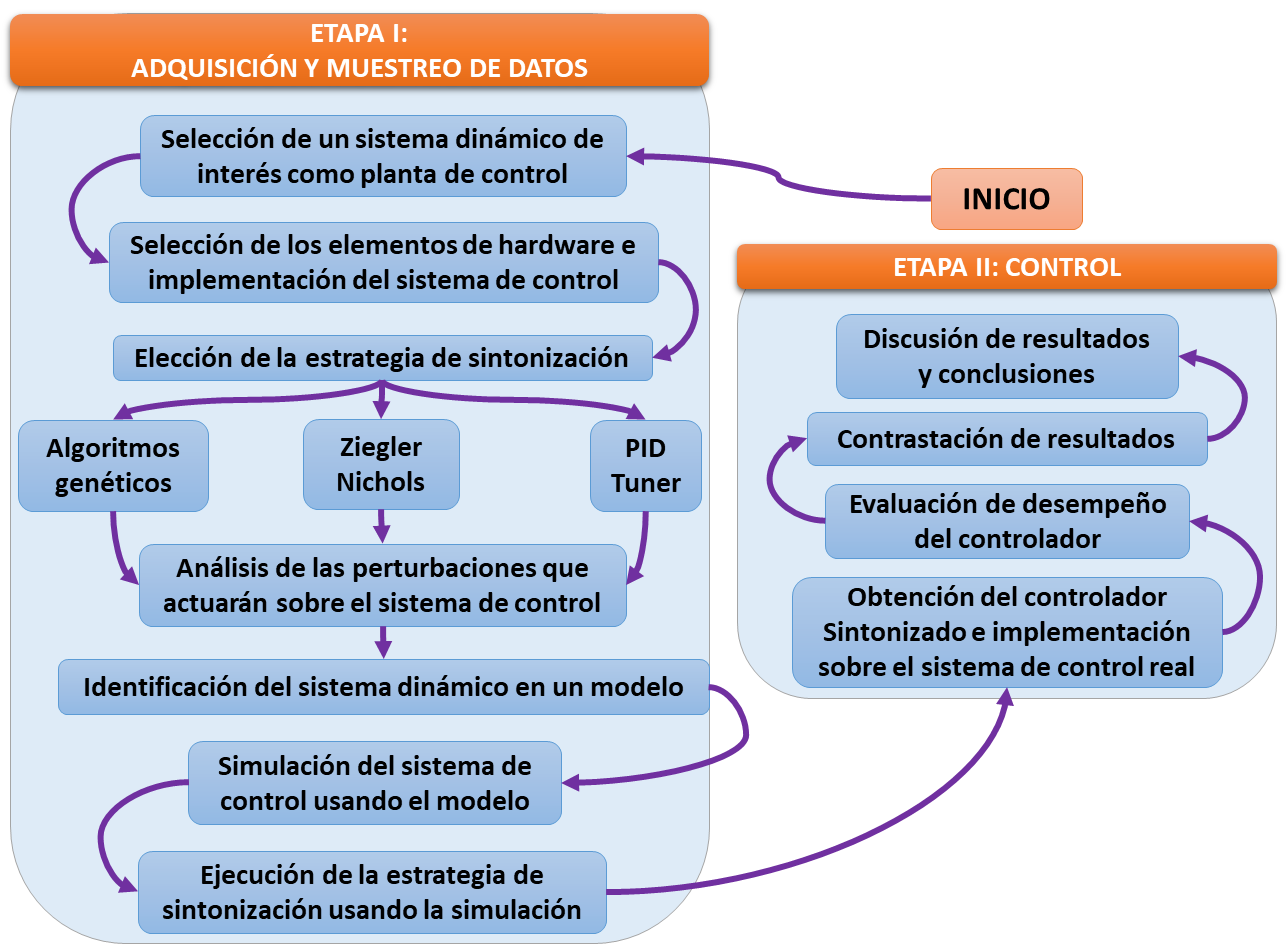 ETAPA I:
ADQUISICIÓN Y MUESTREO DE DATOS
Selección de un sistema dinámico de
interés como planta de control
INICIO
Selección de los elementos de hardware e
implementación del sistema de control
Elección de la estrategia de sintonización
Algoritmos
genéticos
Ziegler
Nichols
PID
Tuner
Análisis de las perturbaciones que
actuarán sobre el sistema de control
Identificación del sistema dinámico en un modelo
Simulación del sistema de
control usando el modelo
Ejecución de la estrategia de
sintonización usando la simulación
ETAPA II: CONTROL
Discusión de resultados
y conclusiones
Contrastación de resultados
Evaluación de desempeño
del controlador
Obtención del controlador
Sintonizado e implementación
sobre el sistema de control real